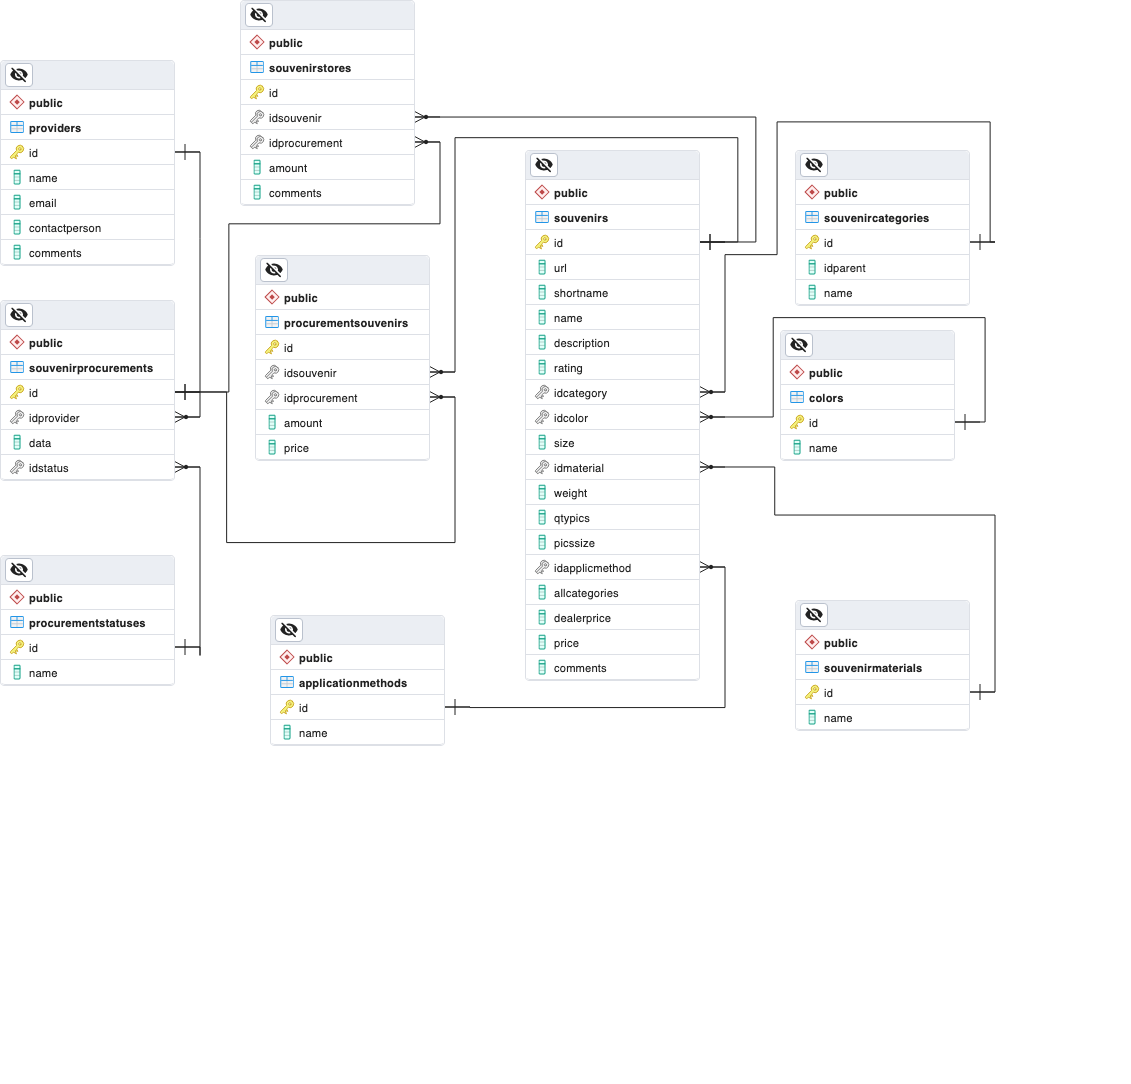 public
souvenirstores
id
idsouvenir
idprocurement
amount
comments
public
providers
id
name
email
contactperson
comments
public
souvenirs
id
url
shortname
name
description
rating
idcategory
idcolor
size
idmaterial
weight
qtypics
picssize
idapplicmethod
allcategories
dealerprice
price
comments
public
souvenircategories
id
idparent
name
public
procurementsouvenirs
id
idsouvenir
idprocurement
amount
price
public
souvenirprocurements
id
idprovider
data
idstatus
public
colors
id
name
public
procurementstatuses
id
name
public
applicationmethods
id
name
public
souvenirmaterials
id
name